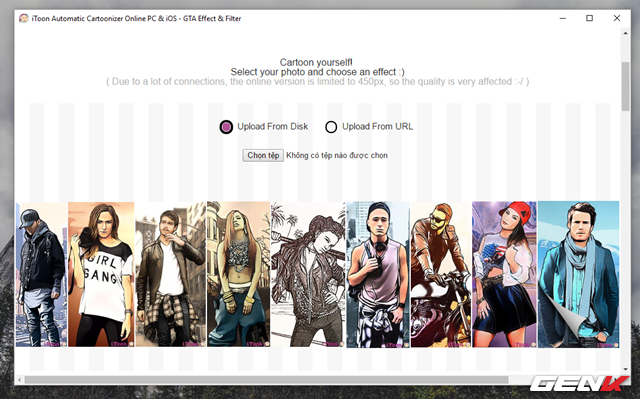 iToon Automatic Cartoonizer Online PC & iOS - GTA Effect & Filter
Cartoon yourself!
Select your photo and choose an effect :)
( Due to a lot of connections, the online version is limited to 450px, so the quality is very affected :-/ )
Upload From Disk
Upload From URL
Chọn tệp Không có tệp nào được chọn
GIRL
GANG
GENK